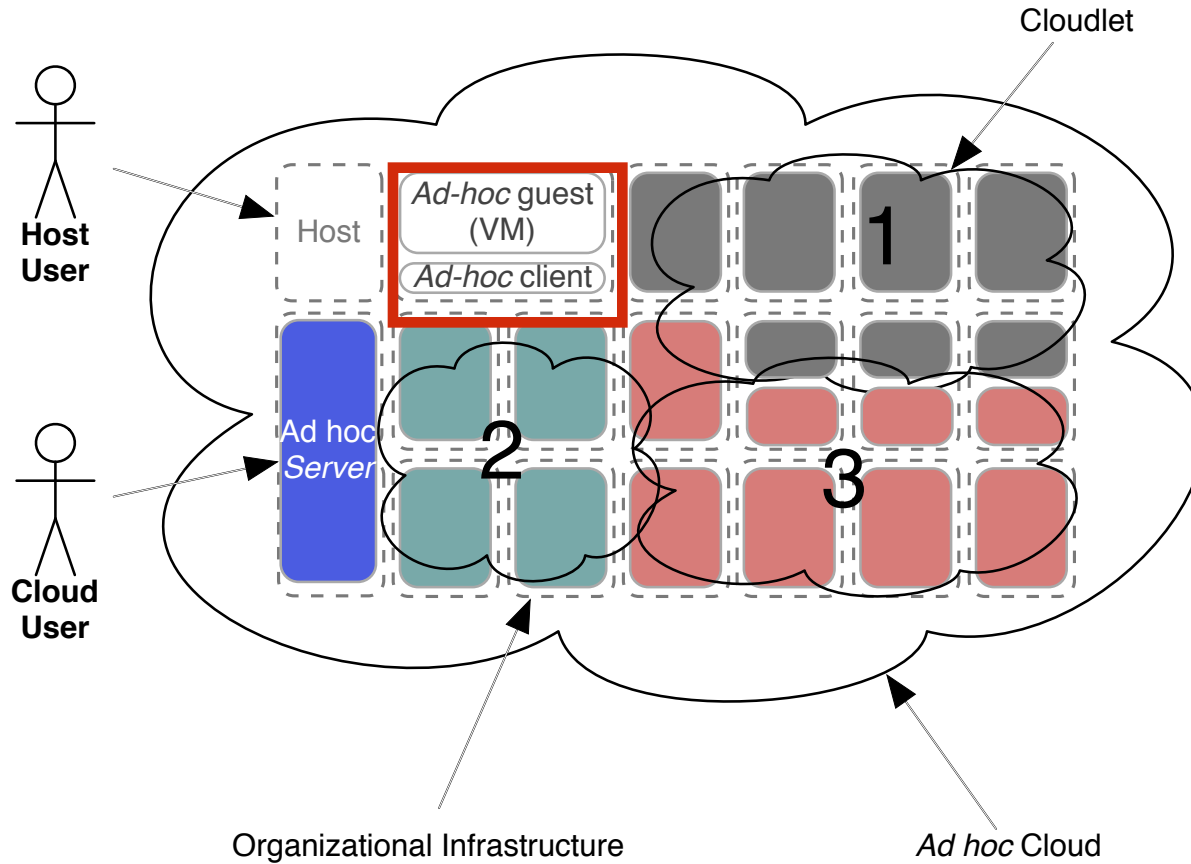 Cloudlet
Host
User
Host
Ad-hoc guest
(VM)
Ad-hoc client
1
Ad hoc
Server
2
3
Cloud
User
Organizational Infrastructure
Ad hoc Cloud